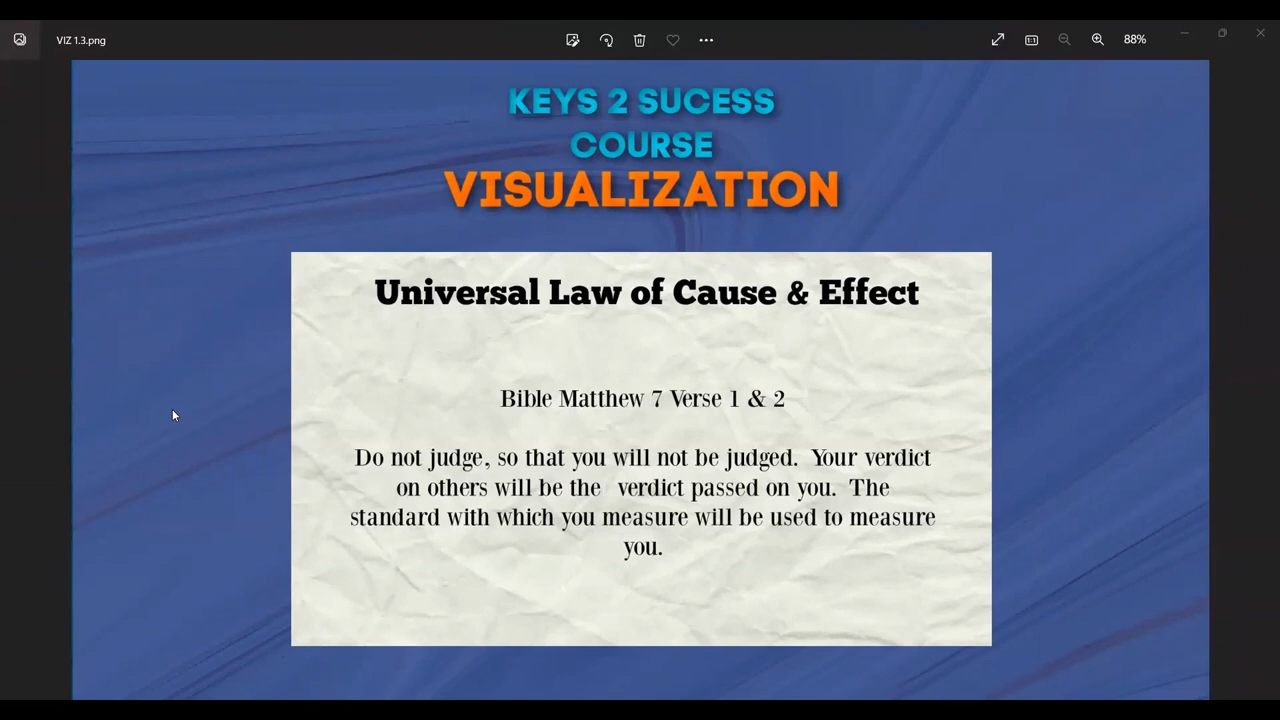 VIZ 1.3.png
88%
KEYS 2 SUCESS
COURSE
VISUALIZATION
Universal Law of Cause & Effect
Bible Matthew 7 Verse 1 & 2
Do not judge, so that you will not be judged.  Your verdict
on others will be the   verdict passed on you.  The
standard with which you measure will be used to measure
you.